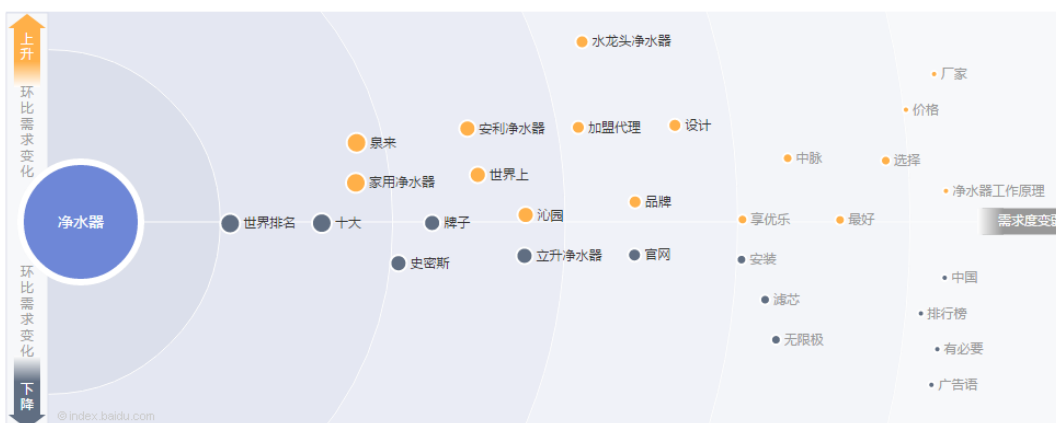 上升
环比需求变化
净水器
环比需求变化
下降
水龙头净水器
厂家
价格
安利净水器
加盟代理
设计
泉来
中脉
选择
世界上
家用净水器
净水器工作原理
品牌
沁园
享优乐
最好
世界排名
十大
牌子
需求度变弱
史密斯
立升净水器
官网
安装
中国
滤芯
排行榜
无限极
有必要
广告语
©index.baidu.com